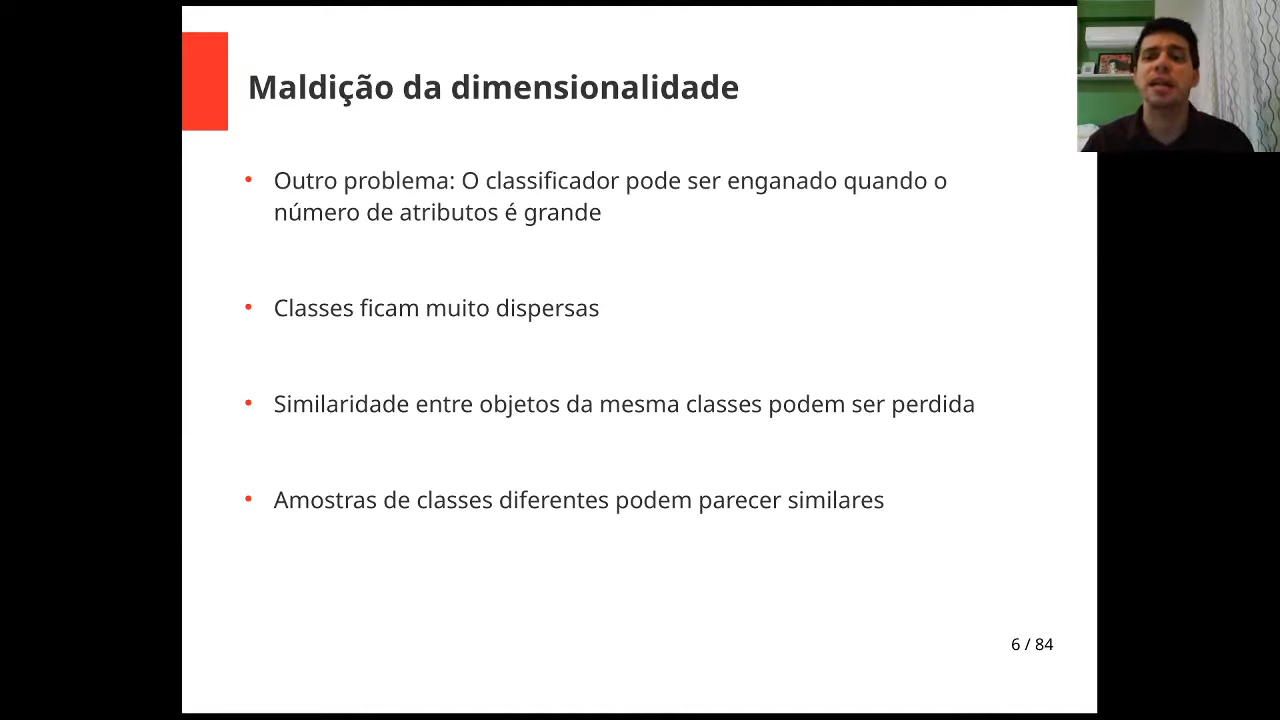 Maldição da dimensionalidade
• Outro problema: O classificador pode ser enganado quando o
número de atributos é grande
• Classes ficam muito dispersas
• Similaridade entre objetos da mesma classes podem ser perdida
• Amostras de classes diferentes podem parecer similares
6 / 84